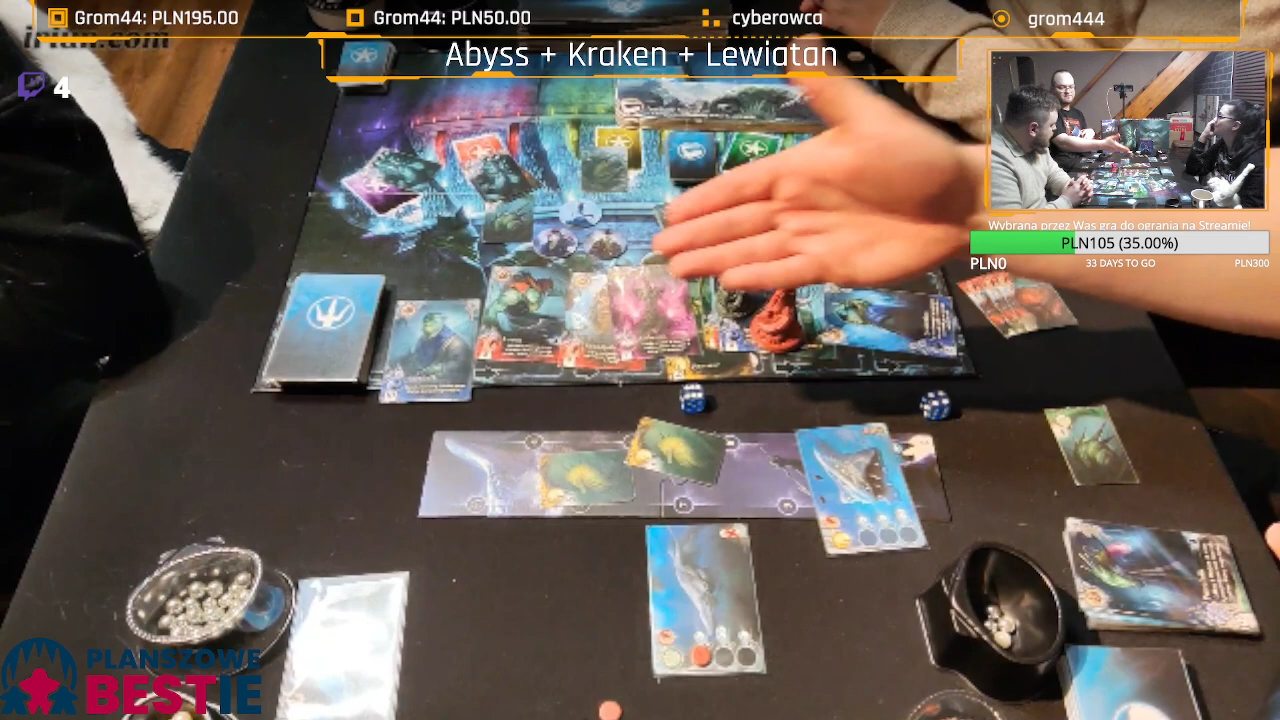 Grom44: PLN195.00
Grom44: PLN50.00
cyberowca
grom444
Abyss + Kraken + Lewiatan
4
Wybrana przez Was gra do ogrania na Streamie!
PLN105 (35.00%)
PLN0
33 DAYS TO GO
PLN300
PLANSZOWE
BESTIE